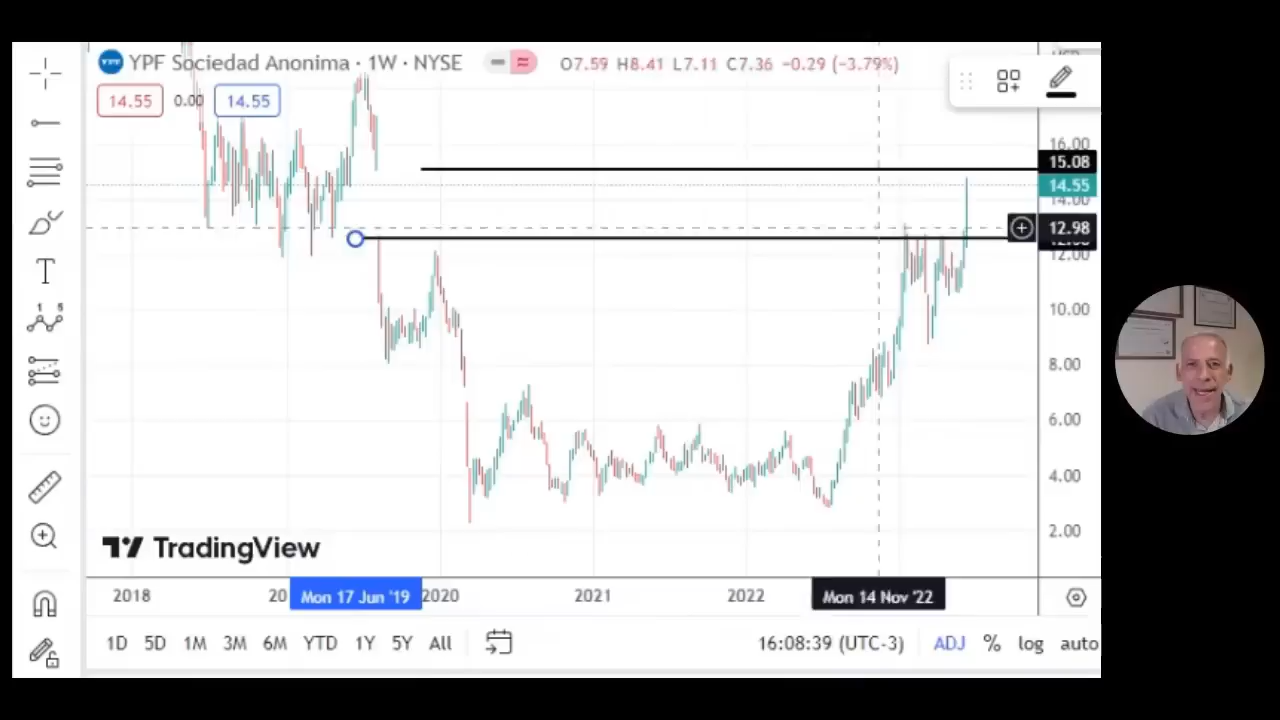 YPF Sociedad Anonima · 1W · NYSE
O7.59 H8.41 L7.11 C7.36 −0.29 (−3.79%)
14.55 0.00 14.55
16.00
15.08
14.55
14.00
12.98
12.00
10.00
8.00
6.00
4.00
2.00
TradingView
2018 20 Mon 17 Jun '19 2020 2021 2022 Mon 14 Nov '22
1D 5D 1M 3M 6M YTD 1Y 5Y All 16:08:39 (UTC-3) ADJ % log auto